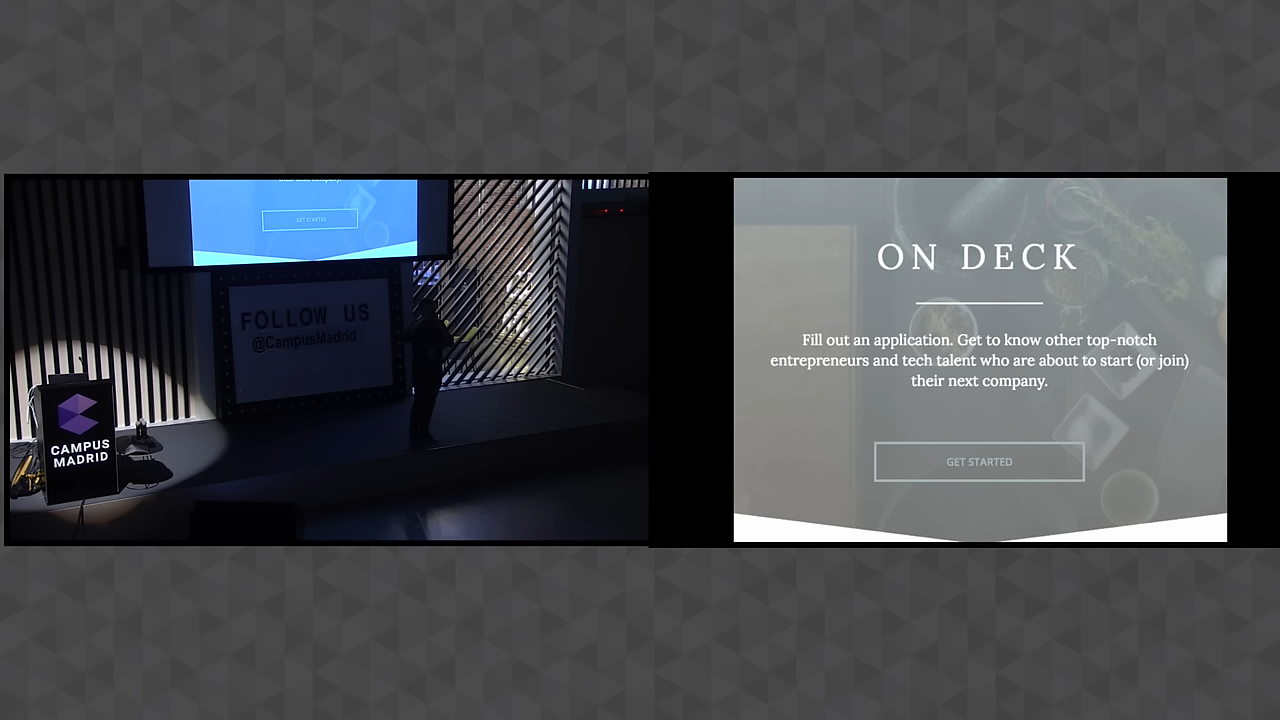 GET STARTED
FOLLOW US
@CampusMadrid
CAMPUS
MADRID
ON DECK
Fill out an application. Get to know other top-notch
entrepreneurs and tech talent who are about to start (or join)
their next company.
GET STARTED